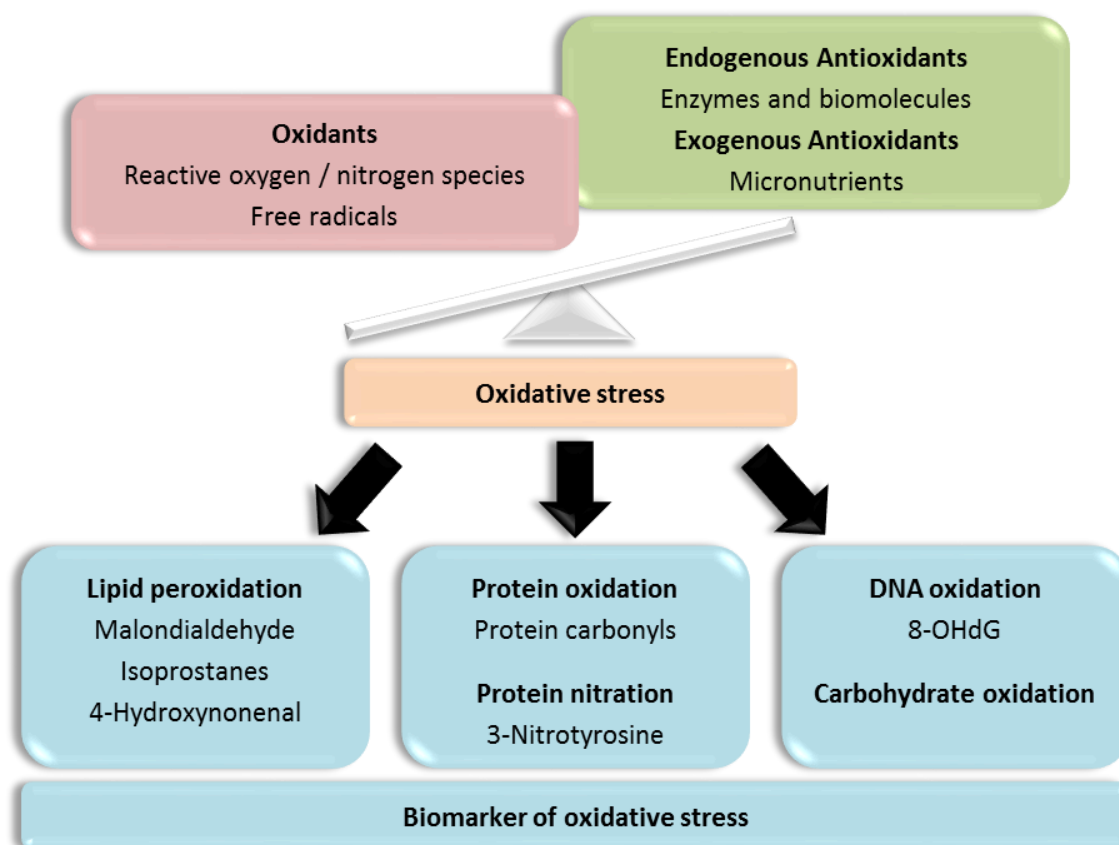 Oxidants
Reactive oxygen / nitrogen species
Free radicals
Endogenous Antioxidants
Enzymes and biomolecules
Exogenous Antioxidants
Micronutrients
Oxidative stress
Lipid peroxidation
Malondialdehyde
Isoprostanes
4-Hydroxynonenal
Protein oxidation
Protein carbonyls
Protein nitration
3-Nitrotyrosine
DNA oxidation
8-OHdG
Carbohydrate oxidation
Biomarker of oxidative stress